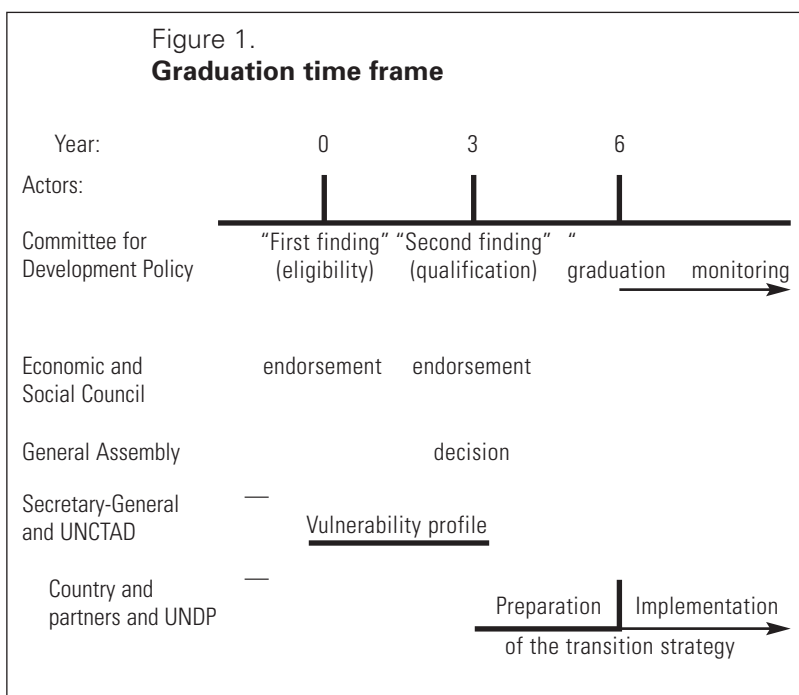 Figure 1.
Graduation time frame
Year: 0 3 6
Actors:
Committee for "First finding" "Second finding" "
Development Policy (eligibility) (qualification) graduation monitoring
Economic and endorsement endorsement
Social Council
General Assembly decision
Secretary-General —
and UNCTAD Vulnerability profile
Country and —
partners and UNDP Preparation Implementation
of the transition strategy